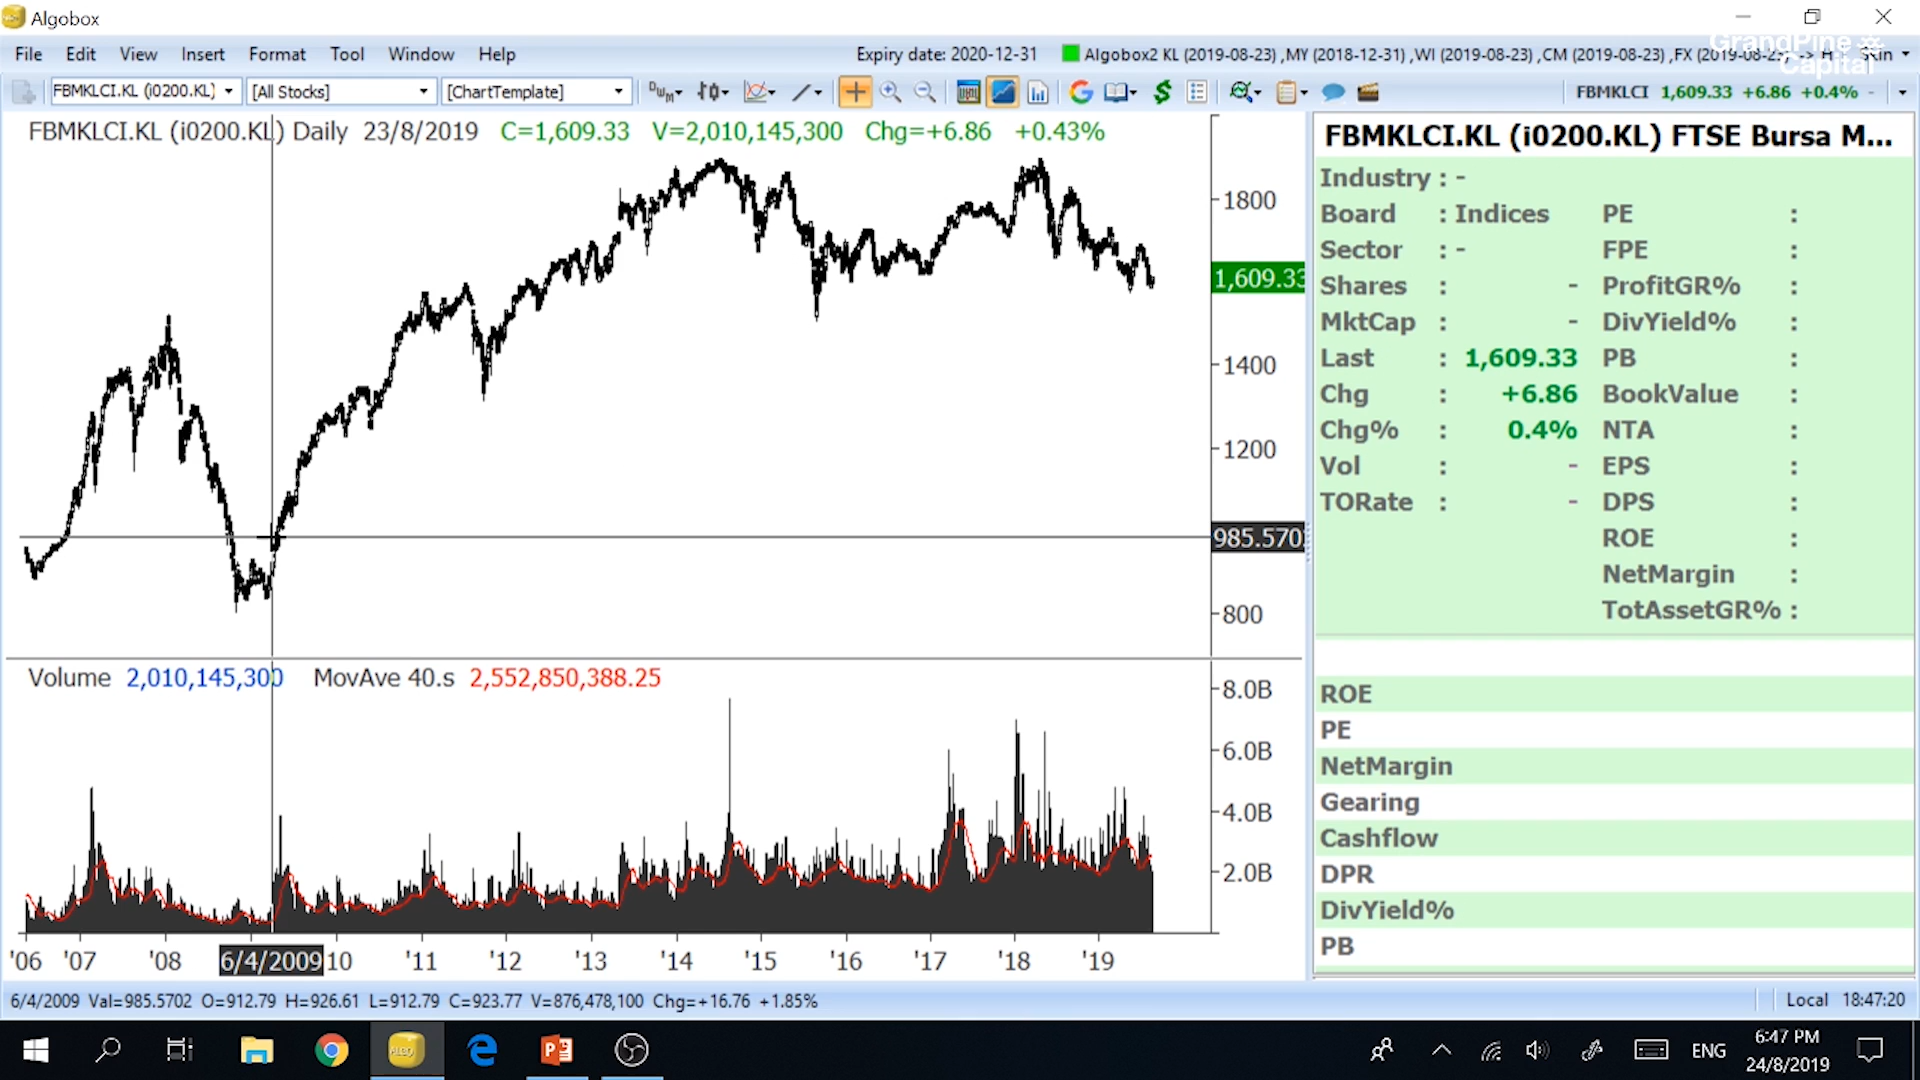 Algobox
File Edit View Insert Format Tool Window Help Expiry date: 2020-12-31 Algobox2 KL (2019-08-23) ,MY (2018-12-31) ,WI (2019-08-23) ,CM (2019-08-23) ,FX (2019-08-23)
GrandPine
Capital
FBMKLCI.KL (i0200.KL) [All Stocks] [ChartTemplate] FBMKLCI 1,609.33 +6.86 +0.4% -
FBMKLCI.KL (i0200.KL) Daily 23/8/2019 C=1,609.33 V=2,010,145,300 Chg=+6.86 +0.43%
1800
1,609.33
1400
1200
985.570
800
Volume 2,010,145,300 MovAve 40.s 2,552,850,388.25
8.0B
6.0B
4.0B
2.0B
'06 '07 '08 6/4/2009 10 '11 '12 '13 '14 '15 '16 '17 '18 '19
FBMKLCI.KL (i0200.KL) FTSE Bursa M...
Industry : -
Board : Indices PE :
Sector : - FPE :
Shares : - ProfitGR% :
MktCap : - DivYield% :
Last : 1,609.33 PB :
Chg : +6.86 BookValue :
Chg% : 0.4% NTA :
Vol : - EPS :
TORate : - DPS :
ROE :
NetMargin :
TotAssetGR% :
ROE
PE
NetMargin
Gearing
Cashflow
DPR
DivYield%
PB
6/4/2009 Val=985.5702 O=912.79 H=926.61 L=912.79 C=923.77 V=876,478,100 Chg=+16.76 +1.85% Local 18:47:20
ENG 6:47 PM
24/8/2019